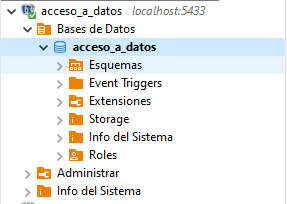 acceso_a_datos localhost:5433
Bases de Datos
acceso_a_datos
Esquemas
Event Triggers
Extensiones
Storage
Info del Sistema
Roles
Administrar
Info del Sistema